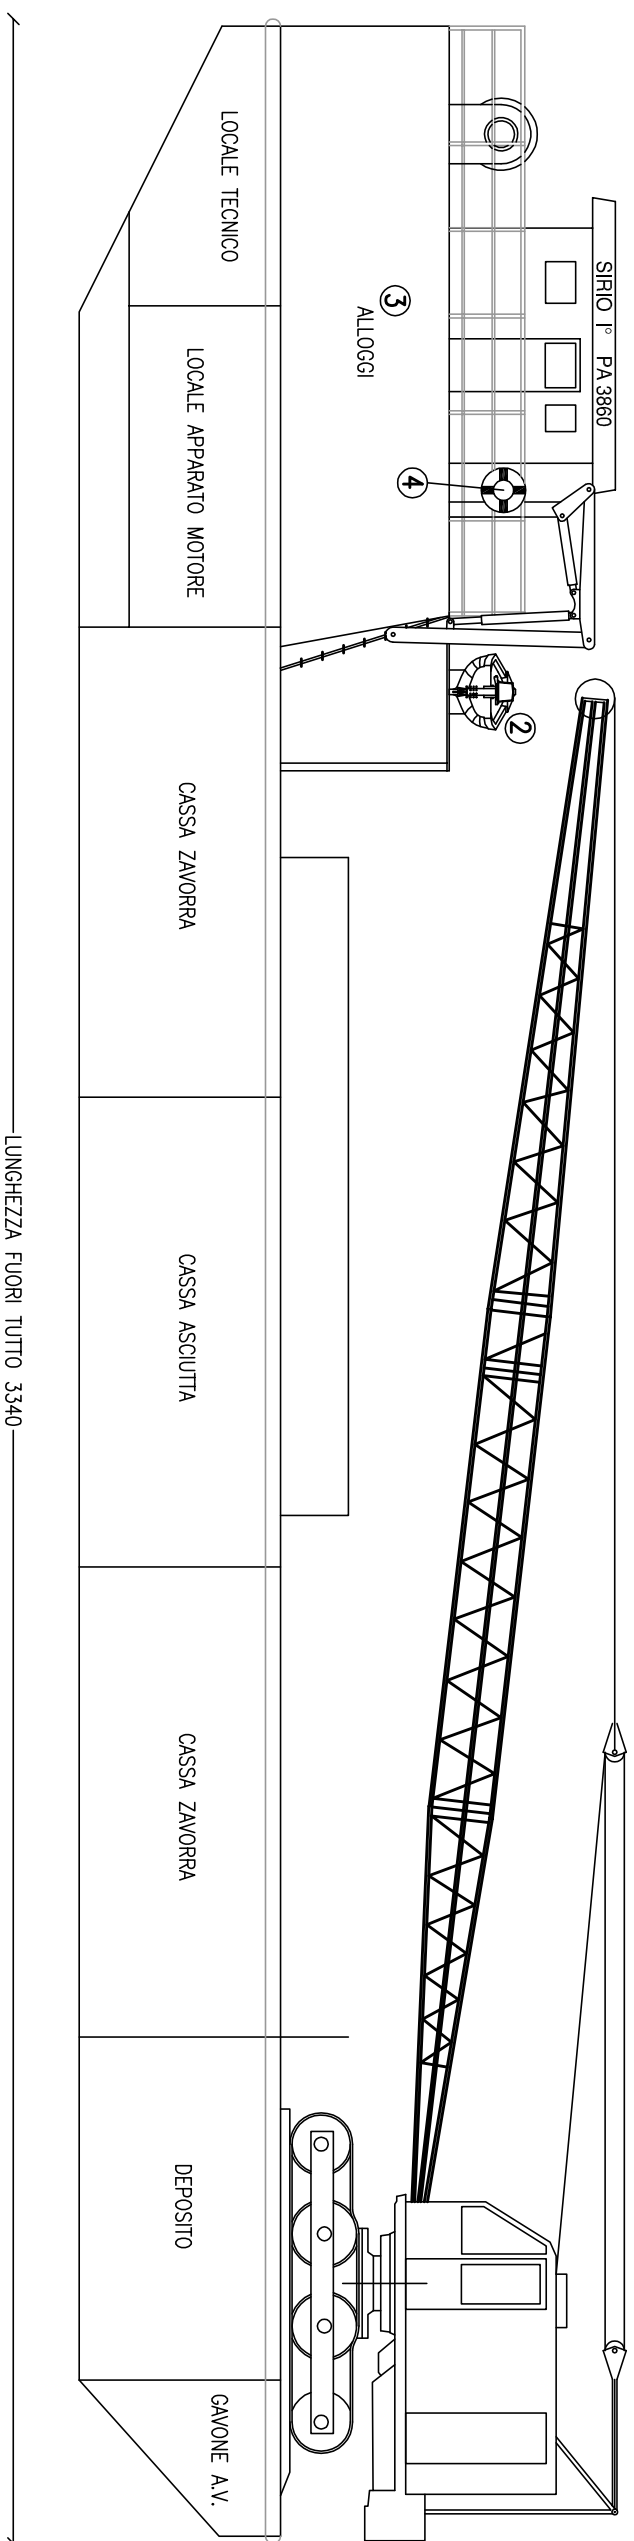 SIRIO I° PA 3860
③
ALLOGGI
④
②
LOCALE TECNICO
LOCALE APPARATO MOTORE
CASSA ZAVORRA
CASSA ASCIUTTA
CASSA ZAVORRA
DEPOSITO
GAVONE A.V.
LUNGHEZZA FUORI TUTTO 3340